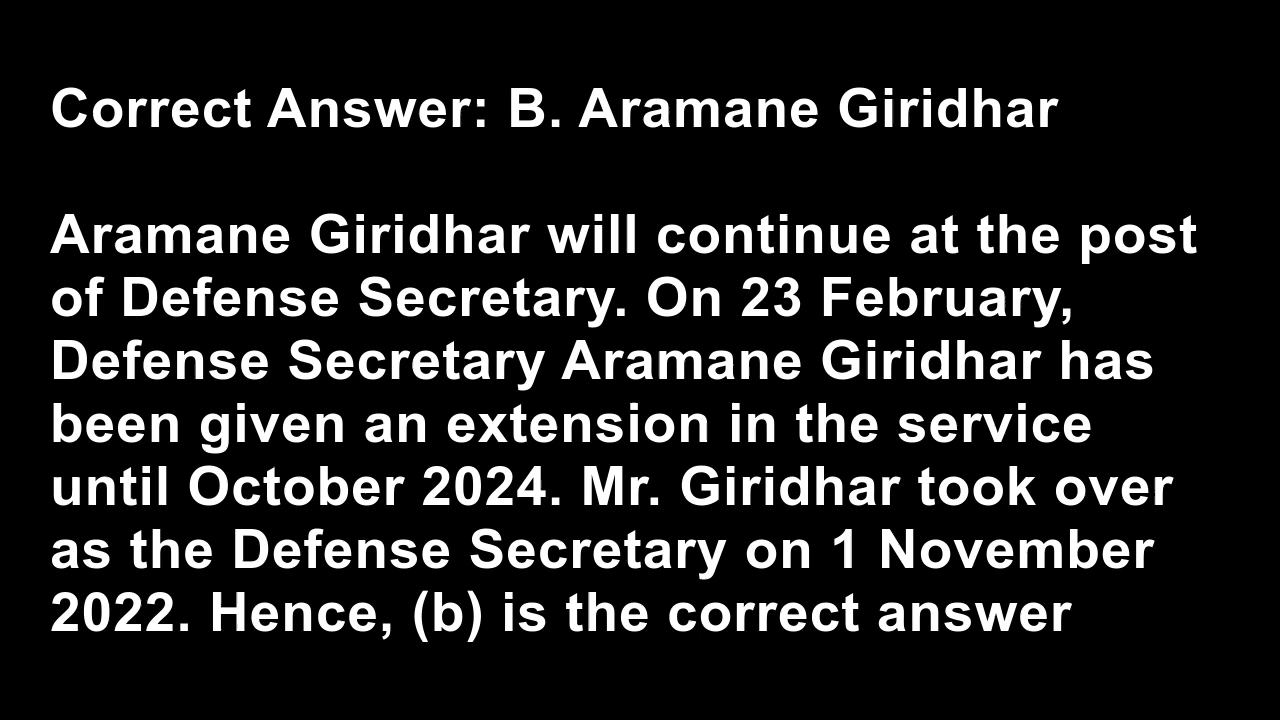 Correct Answer: B. Aramane Giridhar
Aramane Giridhar will continue at the post
of Defense Secretary. On 23 February,
Defense Secretary Aramane Giridhar has
been given an extension in the service
until October 2024. Mr. Giridhar took over
as the Defense Secretary on 1 November
2022. Hence, (b) is the correct answer